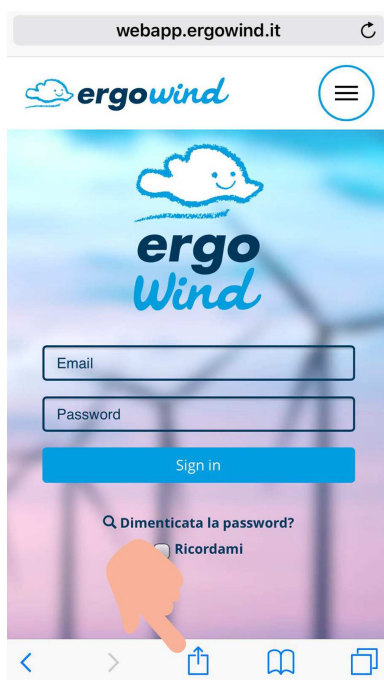 webapp.ergowind.it
ergowind
ergo
Wind
Email
Password
Sign in
Dimenticata la password?
Ricordami